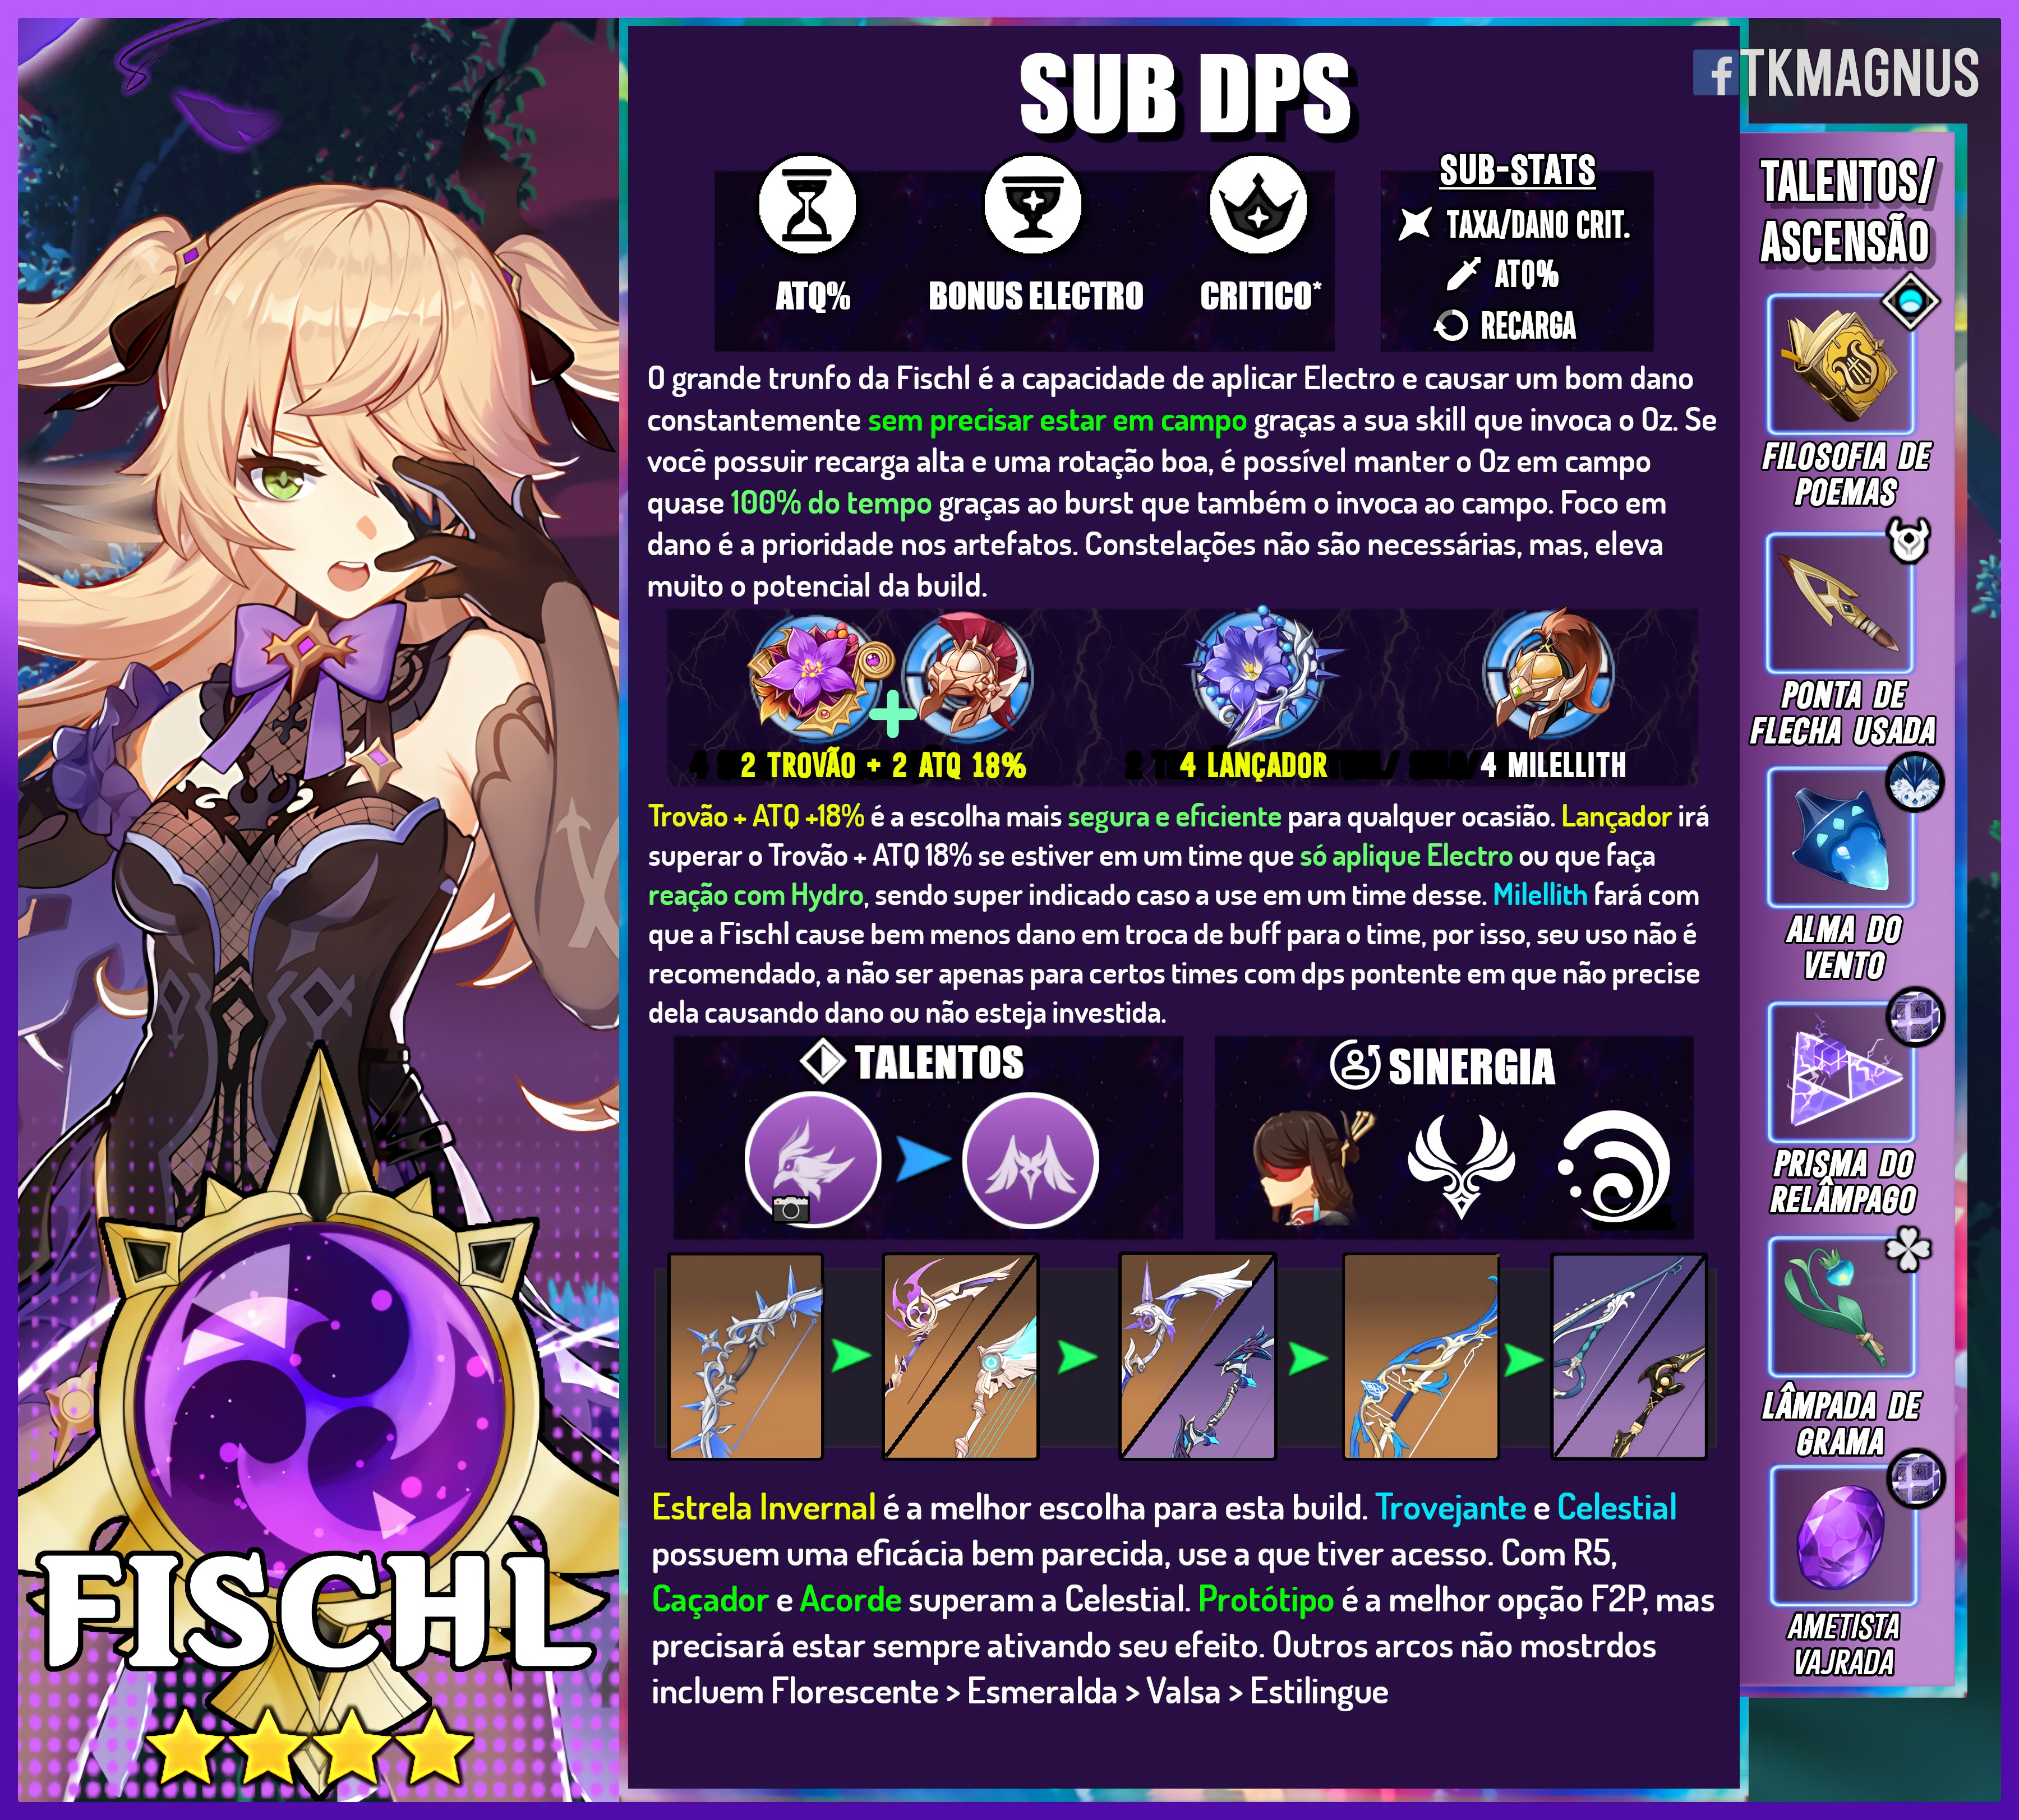 SUB DPS
TKMAGNUS
ATQ%
BONUS ELECTRO
CRITICO*
SUB-STATS
TAXA/DANO CRIT.
ATQ%
RECARGA
O grande trunfo da Fischl é a capacidade de aplicar Electro e causar um bom dano
constantemente sem precisar estar em campo graças a sua skill que invoca o Oz. Se
você possuir recarga alta e uma rotação boa, é possível manter o Oz em campo
quase 100% do tempo graças ao burst que também o invoca ao campo. Foco em
dano é a prioridade nos artefatos. Constelações não são necessárias, mas, eleva
muito o potencial da build.
2 TROVÃO + 2 ATQ 18%
4 LANÇADOR
4 MILELLITH
Trovão + ATQ +18% é a escolha mais segura e eficiente para qualquer ocasião. Lançador irá
superar o Trovão + ATQ 18% se estiver em um time que só aplique Electro ou que faça
reação com Hydro, sendo super indicado caso a use em um time desse. Milellith fará com
que a Fischl cause bem menos dano em troca de buff para o time, por isso, seu uso não é
recomendado, a não ser apenas para certos times com dps pontente em que não precise
dela causando dano ou não esteja investida.
TALENTOS
SINERGIA
Estrela Invernal é a melhor escolha para esta build. Trovejante e Celestial
possuem uma eficácia bem parecida, use a que tiver acesso. Com R5,
Caçador e Acorde superam a Celestial. Protótipo é a melhor opção F2P, mas
precisará estar sempre ativando seu efeito. Outros arcos não mostrdos
incluem Florescente > Esmeralda > Valsa > Estilingue
TALENTOS/
ASCENSÃO
FILOSOFIA DE
POEMAS
PONTA DE
FLECHA USADA
ALMA DO
VENTO
PRISMA DO
RELÂMPAGO
LÂMPADA DE
GRAMA
AMETISTA
VAJRADA
FISCHL